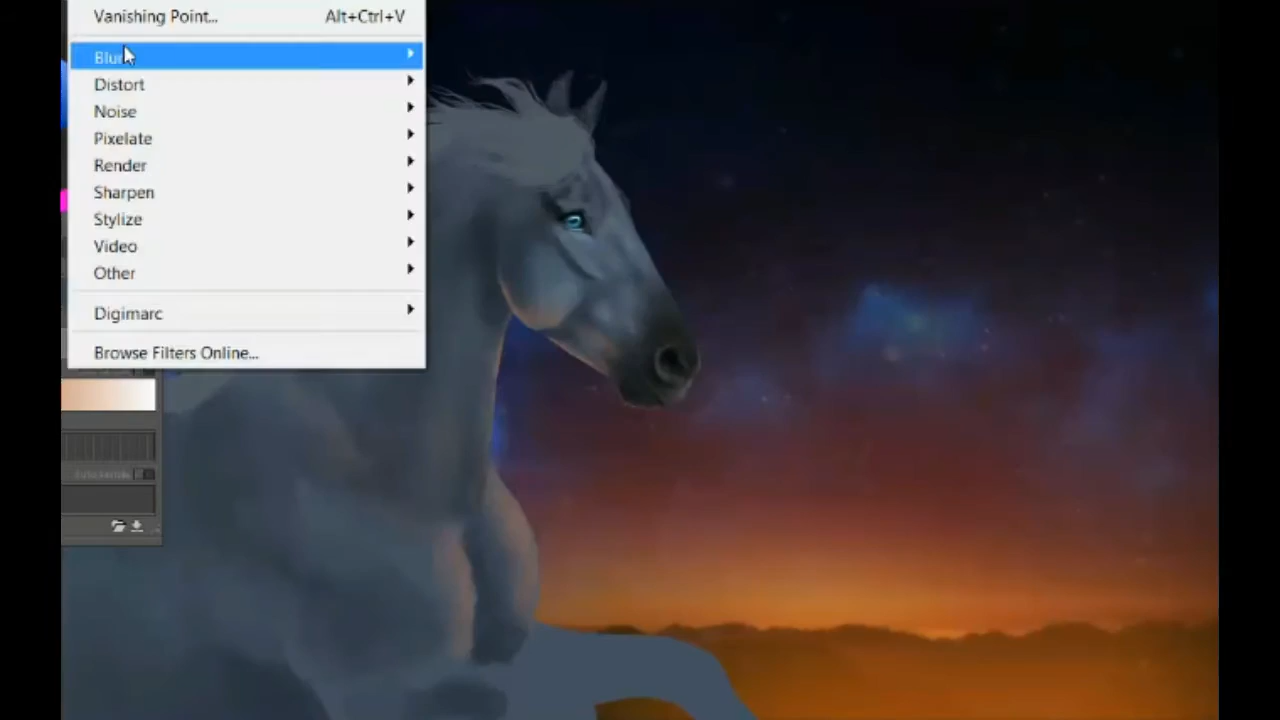 Vanishing Point... Alt+Ctrl+V
Blur
Distort
Noise
Pixelate
Render
Sharpen
Stylize
Video
Other
Digimarc
Browse Filters Online...